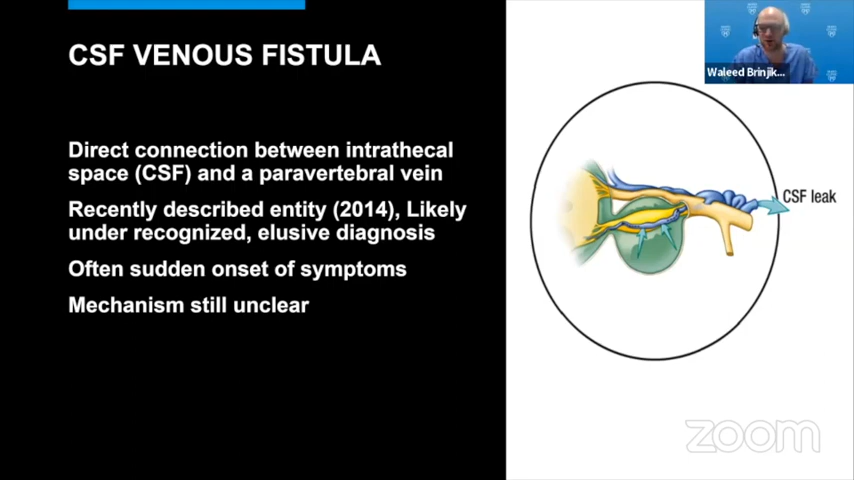 CSF VENOUS FISTULA
Waleed Brinjik...
Direct connection between intrathecal
space (CSF) and a paravertebral vein
Recently described entity (2014), Likely
under recognized, elusive diagnosis
Often sudden onset of symptoms
Mechanism still unclear
CSF leak
zoom